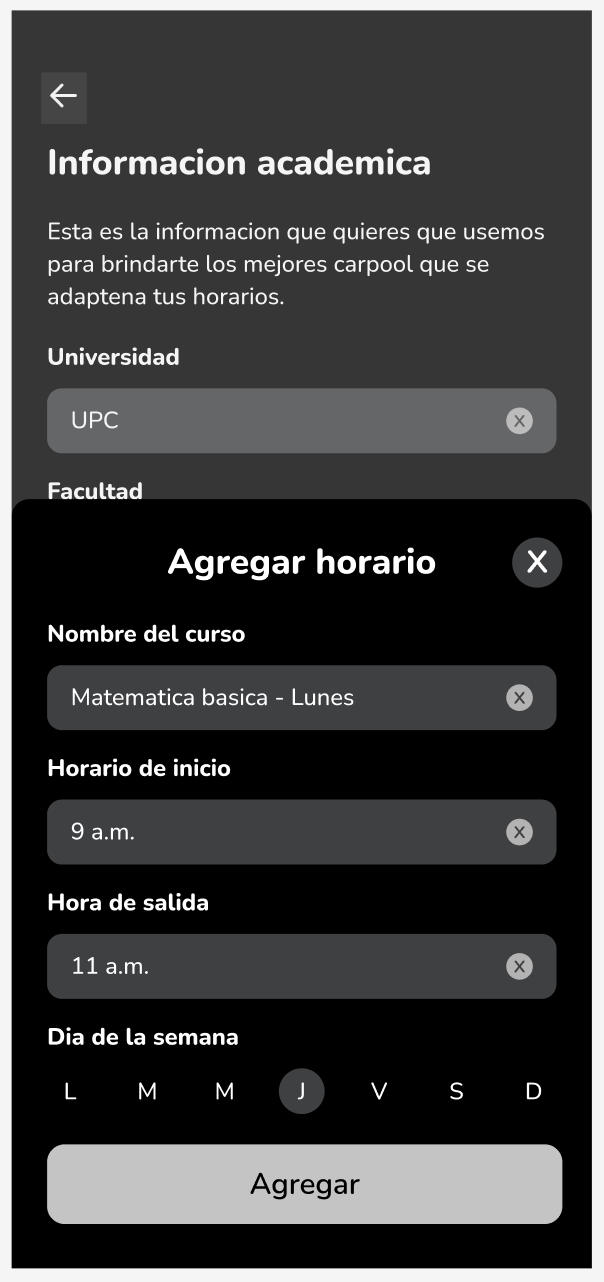 Informacion academica
Esta es la informacion que quieres que usemos
para brindarte los mejores carpool que se
adaptena tus horarios.
Universidad
UPC
Facultad
Agregar horario
Nombre del curso
Matematica basica - Lunes
Horario de inicio
9 a.m.
Hora de salida
11 a.m.
Dia de la semana
L M M J V S D
Agregar